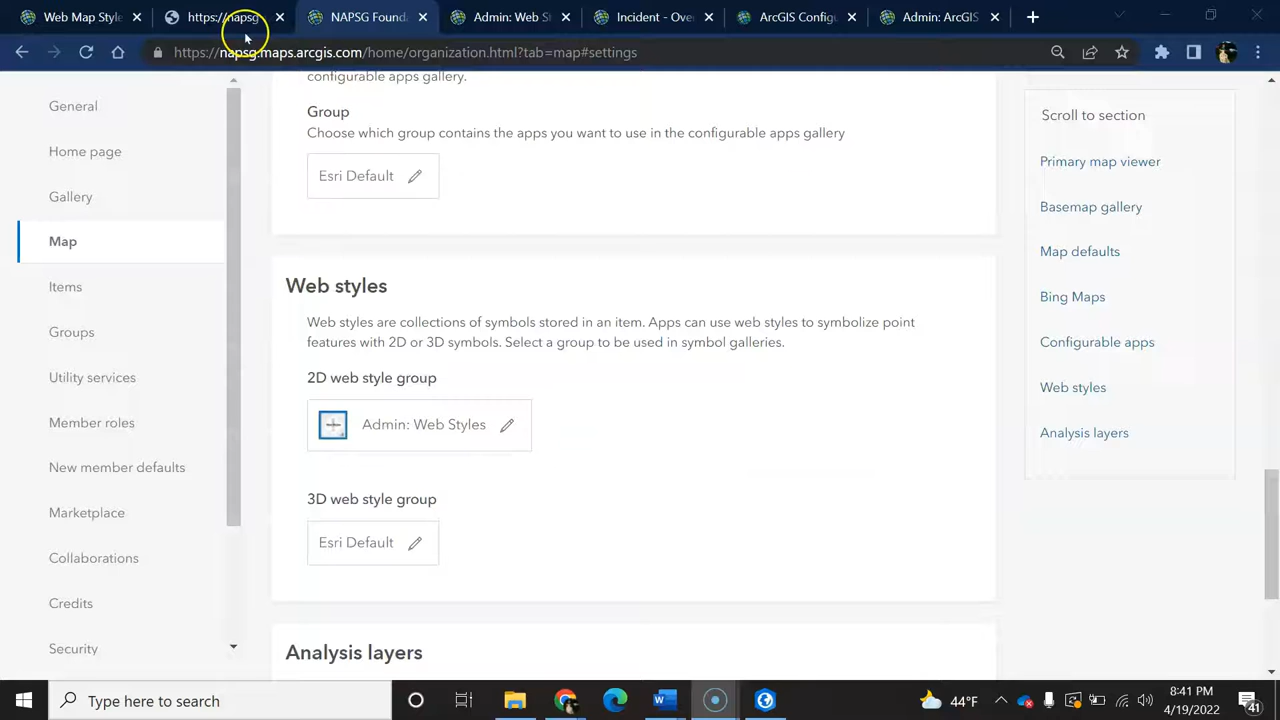 Web Map Style
https://napsg
NAPSG Founda
Admin: Web S
Incident - Ove
ArcGIS Configu
Admin: ArcGIS
https://napsg.maps.arcgis.com/home/organization.html?tab=map#settings
General
Home page
Gallery
Map
Items
Groups
Utility services
Member roles
New member defaults
Marketplace
Collaborations
Credits
Security
configurable apps gallery.
Group
Choose which group contains the apps you want to use in the configurable apps gallery
Esri Default
Web styles
Web styles are collections of symbols stored in an item. Apps can use web styles to symbolize point
features with 2D or 3D symbols. Select a group to be used in symbol galleries.
2D web style group
Admin: Web Styles
3D web style group
Esri Default
Analysis layers
Scroll to section
Primary map viewer
Basemap gallery
Map defaults
Bing Maps
Configurable apps
Web styles
Analysis layers
Type here to search
44°F
8:41 PM
4/19/2022
41